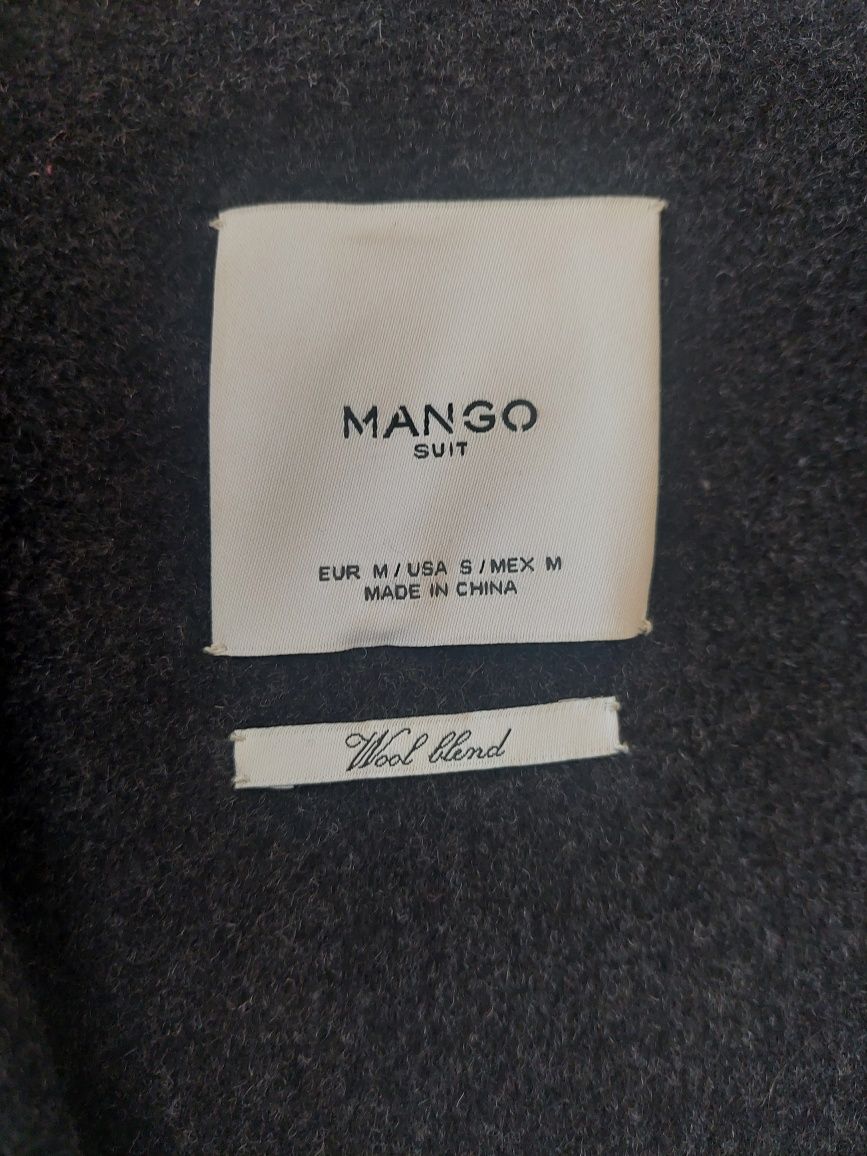 MANGO
SUIT
EUR M / USA S / MEX M
MADE IN CHINA
Wool blend